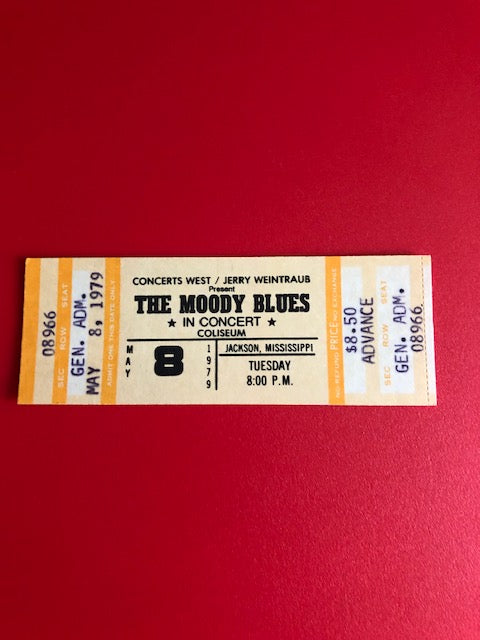 08966
SEC ROW SEAT
GEN. ADM.
MAY 8, 1979
ADMIT ONE THIS DATE ONLY
CONCERTS WEST / JERRY WEINTRAUB
Present
THE MOODY BLUES
★ IN CONCERT ★
COLISEUM
MAY 8 1979
JACKSON, MISSISSIPPI
TUESDAY
8:00 P.M.
NO REFUND PRICE NO EXCHANGE
$8.50
ADVANCE
SEC ROW SEAT
GEN. ADM.
08966